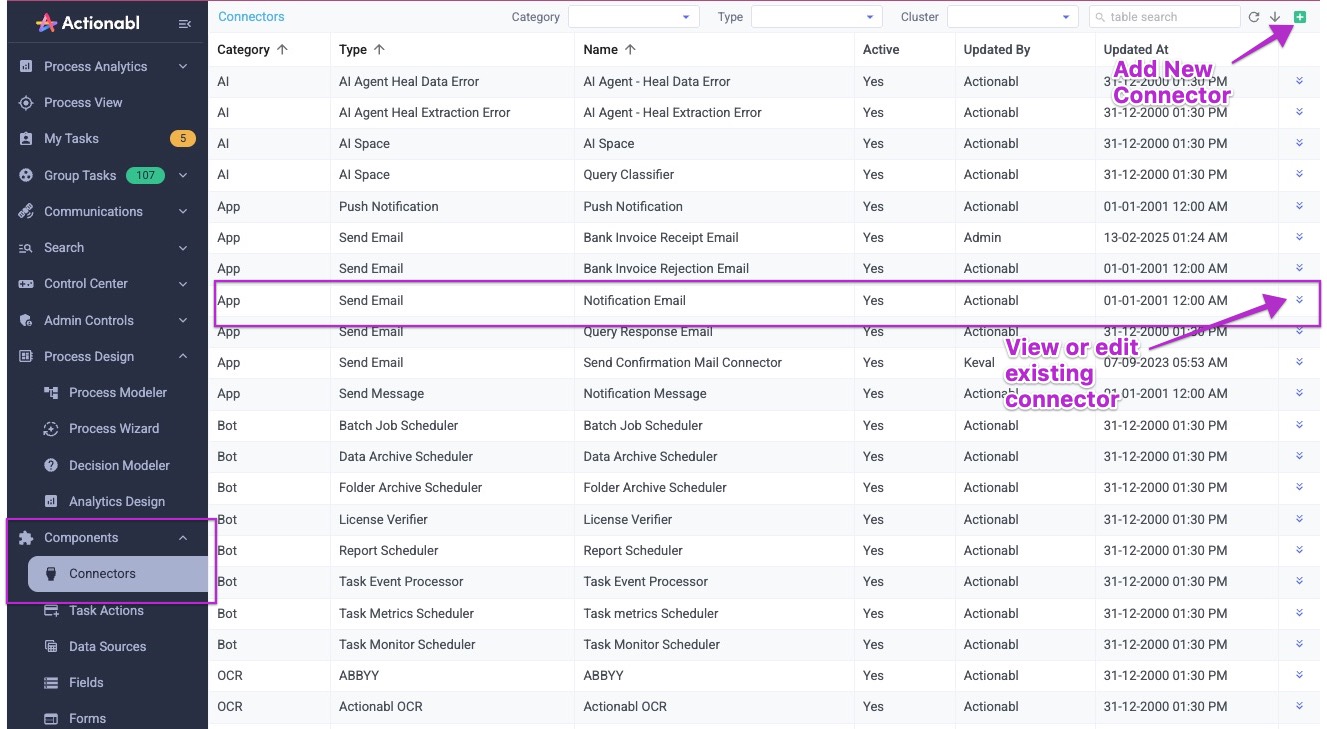 Actionabl
Process Analytics
Process View
My Tasks 5
Group Tasks 107
Communications
Search
Control Center
Admin Controls
Process Design
Process Modeler
Process Wizard
Decision Modeler
Analytics Design
Components
Connectors
Task Actions
Data Sources
Fields
Forms
Connectors Category Type Cluster table search
Category Type Name Active Updated By Updated At
AI AI Agent Heal Data Error AI Agent - Heal Data Error Yes Actionabl 31-12-2000 01:30 PM
AI AI Agent Heal Extraction Error AI Agent - Heal Extraction Error Yes Actionabl 31-12-2000 01:30 PM
AI AI Space AI Space Yes Actionabl 31-12-2000 01:30 PM
AI AI Space Query Classifier Yes Actionabl 31-12-2000 01:30 PM
App Push Notification Push Notification Yes Actionabl 01-01-2001 12:00 AM
App Send Email Bank Invoice Receipt Email Yes Admin 13-02-2025 01:24 AM
App Send Email Bank Invoice Rejection Email Yes Actionabl 01-01-2001 12:00 AM
App Send Email Notification Email Yes Actionabl 01-01-2001 12:00 AM
App Send Email Query Response Email Yes Actionabl 31-12-2000 01:30 PM
App Send Email Send Confirmation Mail Connector Yes Keval 07-09-2023 05:53 AM
App Send Message Notification Message Yes Actionabl 01-01-2001 12:00 AM
Bot Batch Job Scheduler Batch Job Scheduler Yes Actionabl 31-12-2000 01:30 PM
Bot Data Archive Scheduler Data Archive Scheduler Yes Actionabl 31-12-2000 01:30 PM
Bot Folder Archive Scheduler Folder Archive Scheduler Yes Actionabl 31-12-2000 01:30 PM
Bot License Verifier License Verifier Yes Actionabl 31-12-2000 01:30 PM
Bot Report Scheduler Report Scheduler Yes Actionabl 31-12-2000 01:30 PM
Bot Task Event Processor Task Event Processor Yes Actionabl 31-12-2000 01:30 PM
Bot Task Metrics Scheduler Task metrics Scheduler Yes Actionabl 31-12-2000 01:30 PM
Bot Task Monitor Scheduler Task Monitor Scheduler Yes Actionabl 31-12-2000 01:30 PM
OCR ABBYY ABBYY Yes Actionabl 31-12-2000 01:30 PM
OCR Actionabl OCR Actionabl OCR Yes Actionabl 31-12-2000 01:30 PM
Add New
Connector
View or edit
existing
connector